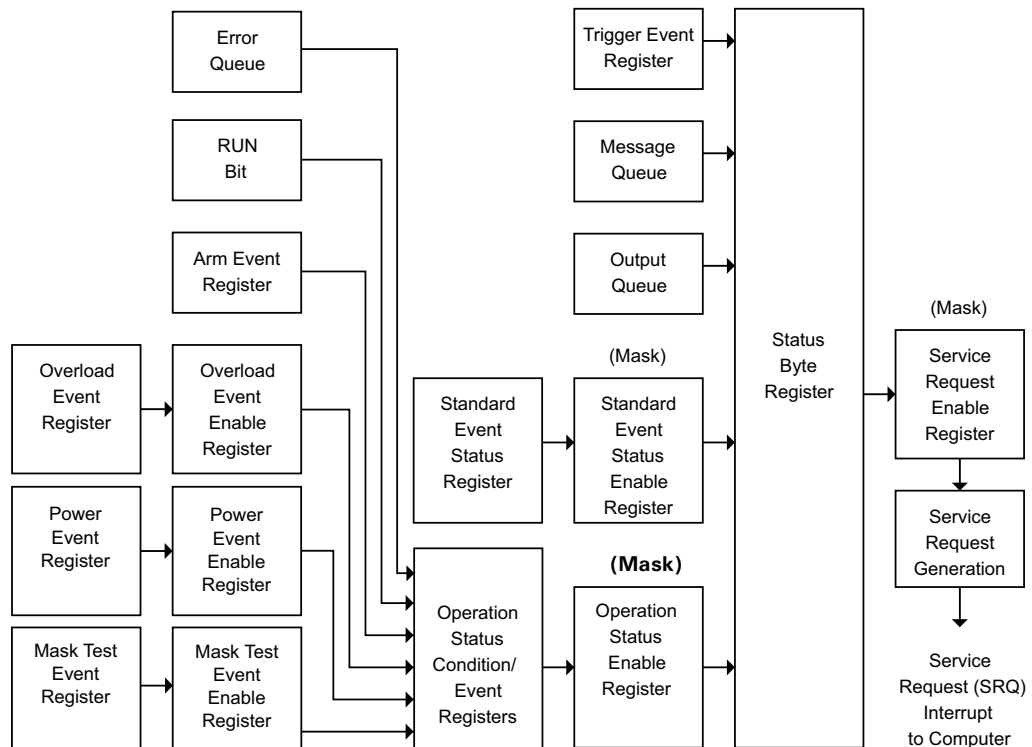 Error
Queue
Trigger Event
Register
RUN
Bit
Message
Queue
Arm Event
Register
Output
Queue
(Mask)
Status
Byte
Register
(Mask)
Service
Request
Enable
Register
Overload
Event
Register
Overload
Event
Enable
Register
Standard
Event
Status
Register
Standard
Event
Status
Enable
Register
Power
Event
Register
Power
Event
Enable
Register
Service
Request
Generation
(Mask)
Operation
Status
Condition/
Event
Registers
Operation
Status
Enable
Register
Mask Test
Event
Register
Mask Test
Event
Enable
Register
Service
Request (SRQ)
Interrupt
to Computer